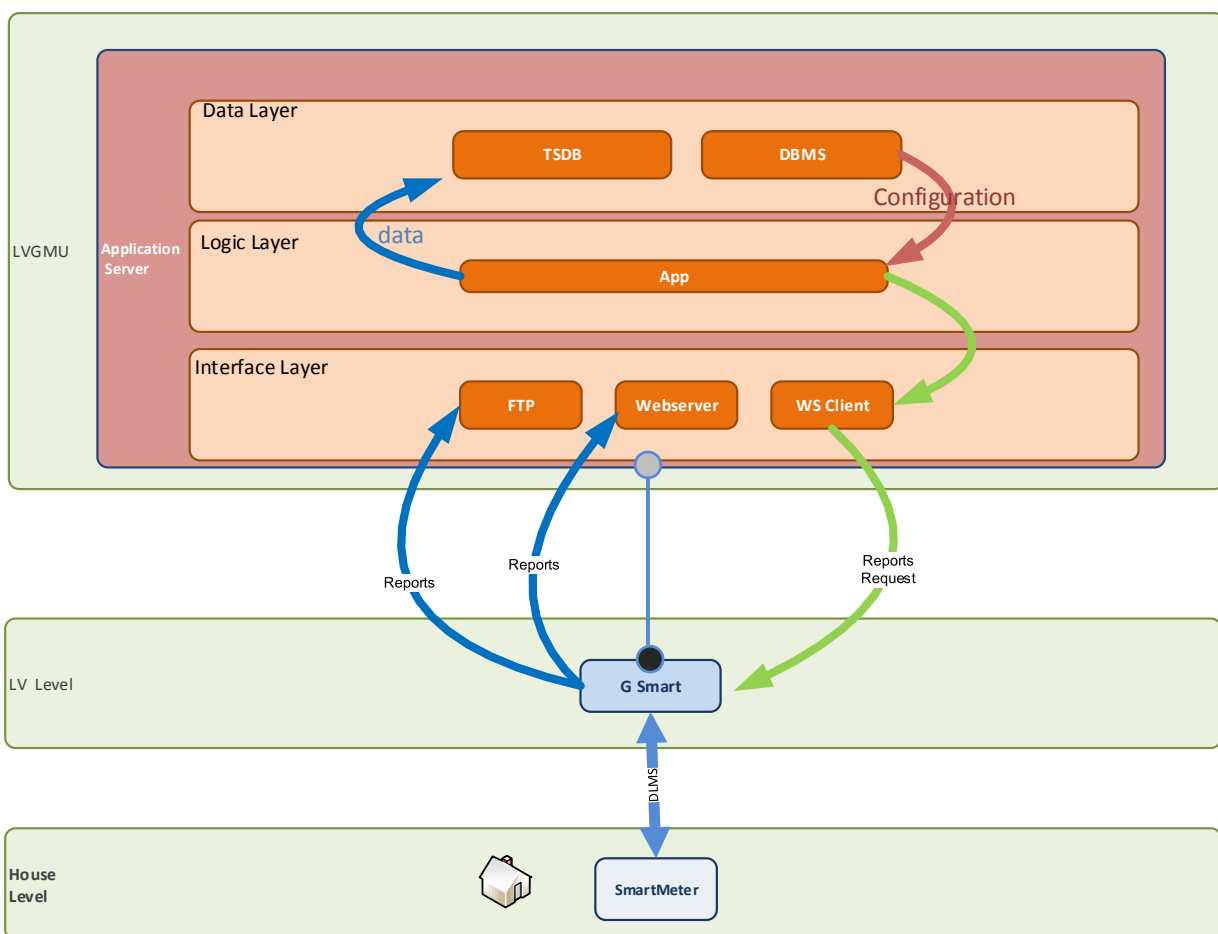 Data Layer
TSDB
DBMS
Configuration
data
LVGMU
Application
Server
Logic Layer
App
Interface Layer
FTP
Webserver
WS Client
Reports
Reports
Reports
Request
LV Level
G Smart
DLMS
House
Level
SmartMeter